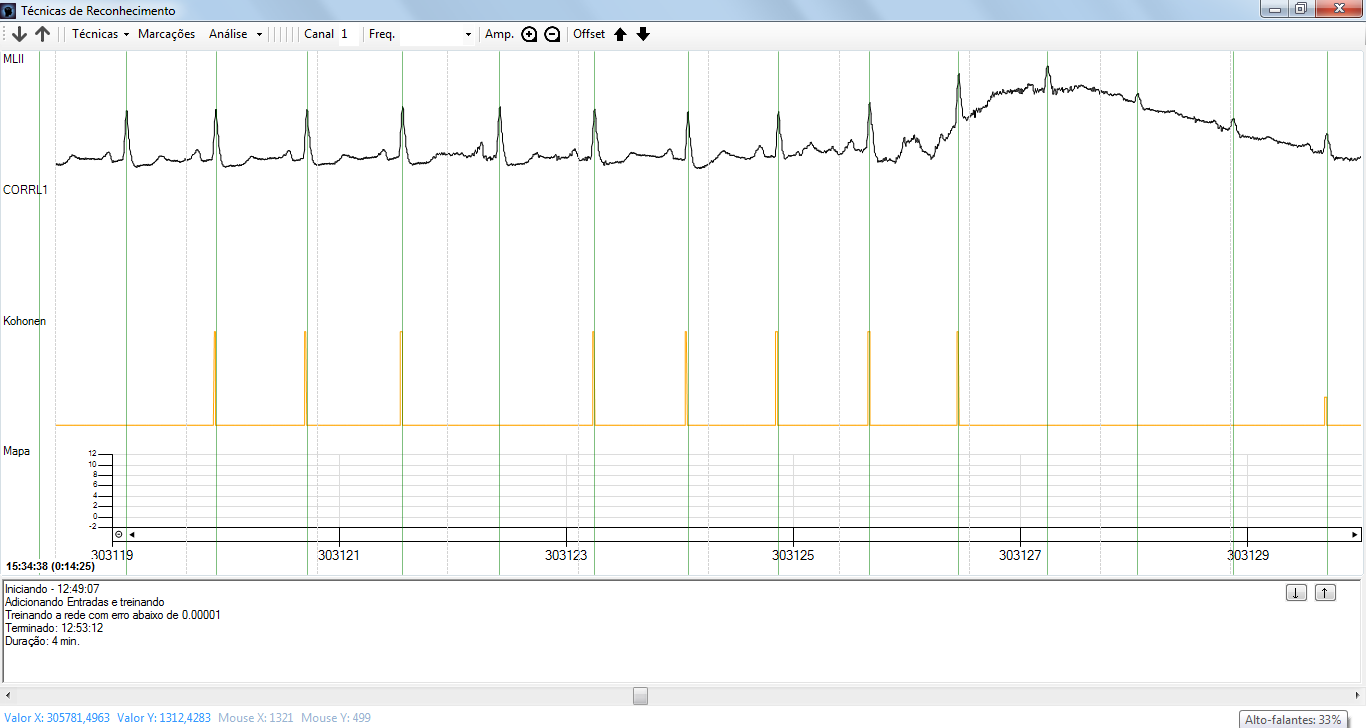 Técnicas de Reconhecimento
Técnicas Marcações Análise Canal 1 Freq. Amp. Offset
MLII
CORRL1
Kohonen
Mapa
12
10
8
6
4
2
0
-2
303119 303121 303123 303125 303127 303129
15:34:38 (0:14:25)
Iniciando - 12:49:07
Adicionando Entradas e treinando
Treinando a rede com erro abaixo de 0.00001
Terminado: 12:53:12
Duração: 4 min.
Valor X: 305781,4963 Valor Y: 1312,4283 Mouse X: 1321 Mouse Y: 499
Alto-falantes: 33%